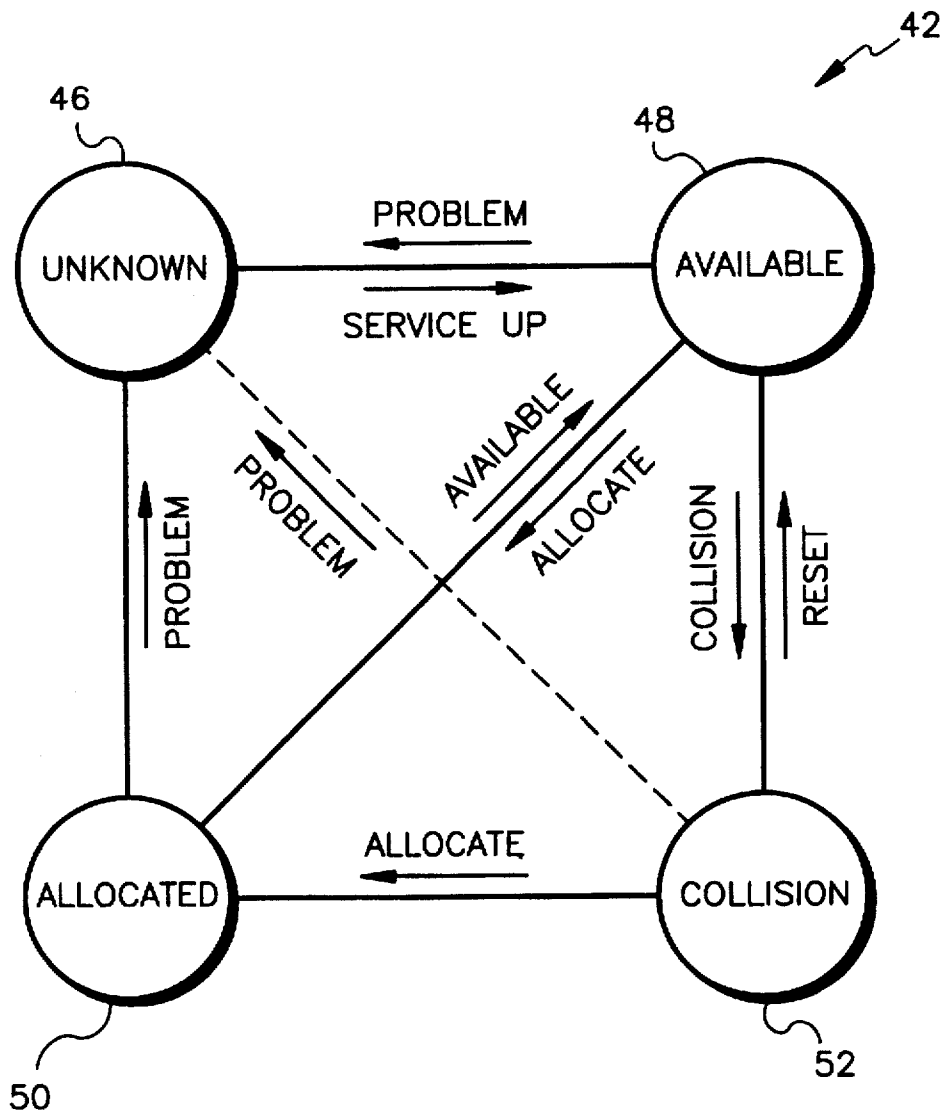 42
46
48
PROBLEM
UNKNOWN
AVAILABLE
SERVICE UP
AVAILABLE
ALLOCATE
PROBLEM
PROBLEM
COLLISION
RESET
ALLOCATE
ALLOCATED
COLLISION
50
52